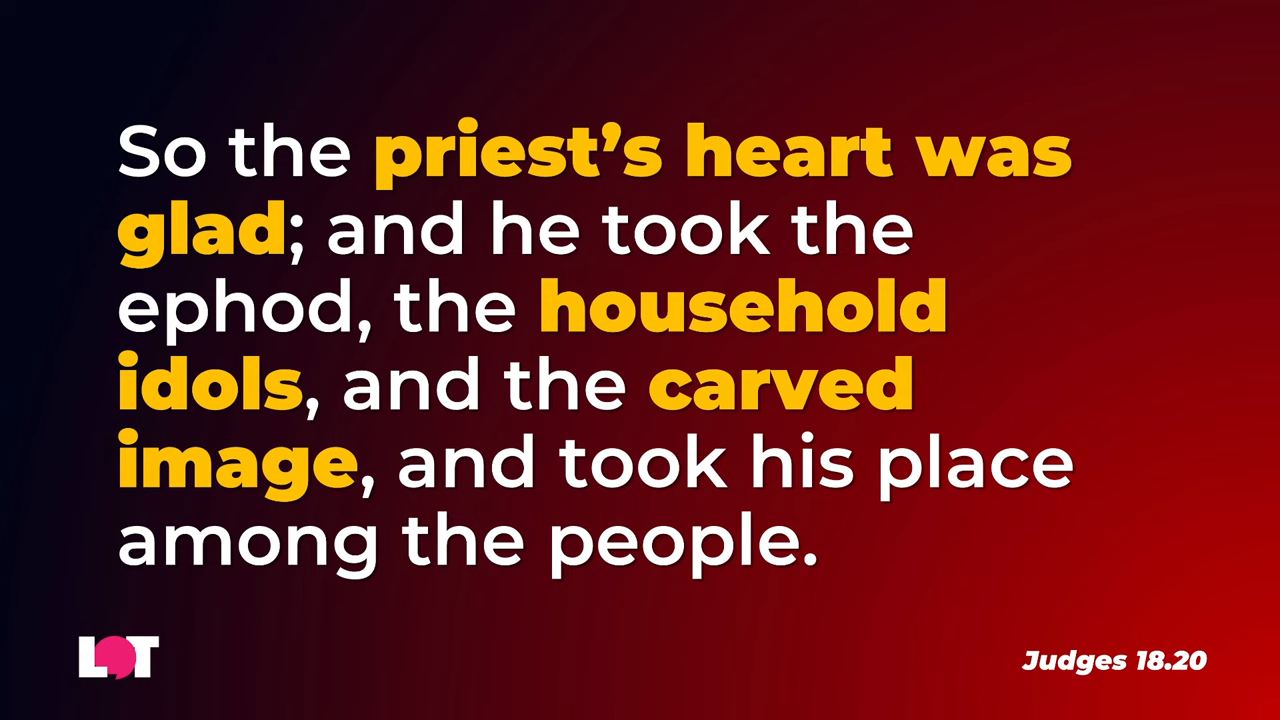 So the priest’s heart was
glad; and he took the
ephod, the household
idols, and the carved
image, and took his place
among the people.
LOT
Judges 18.20